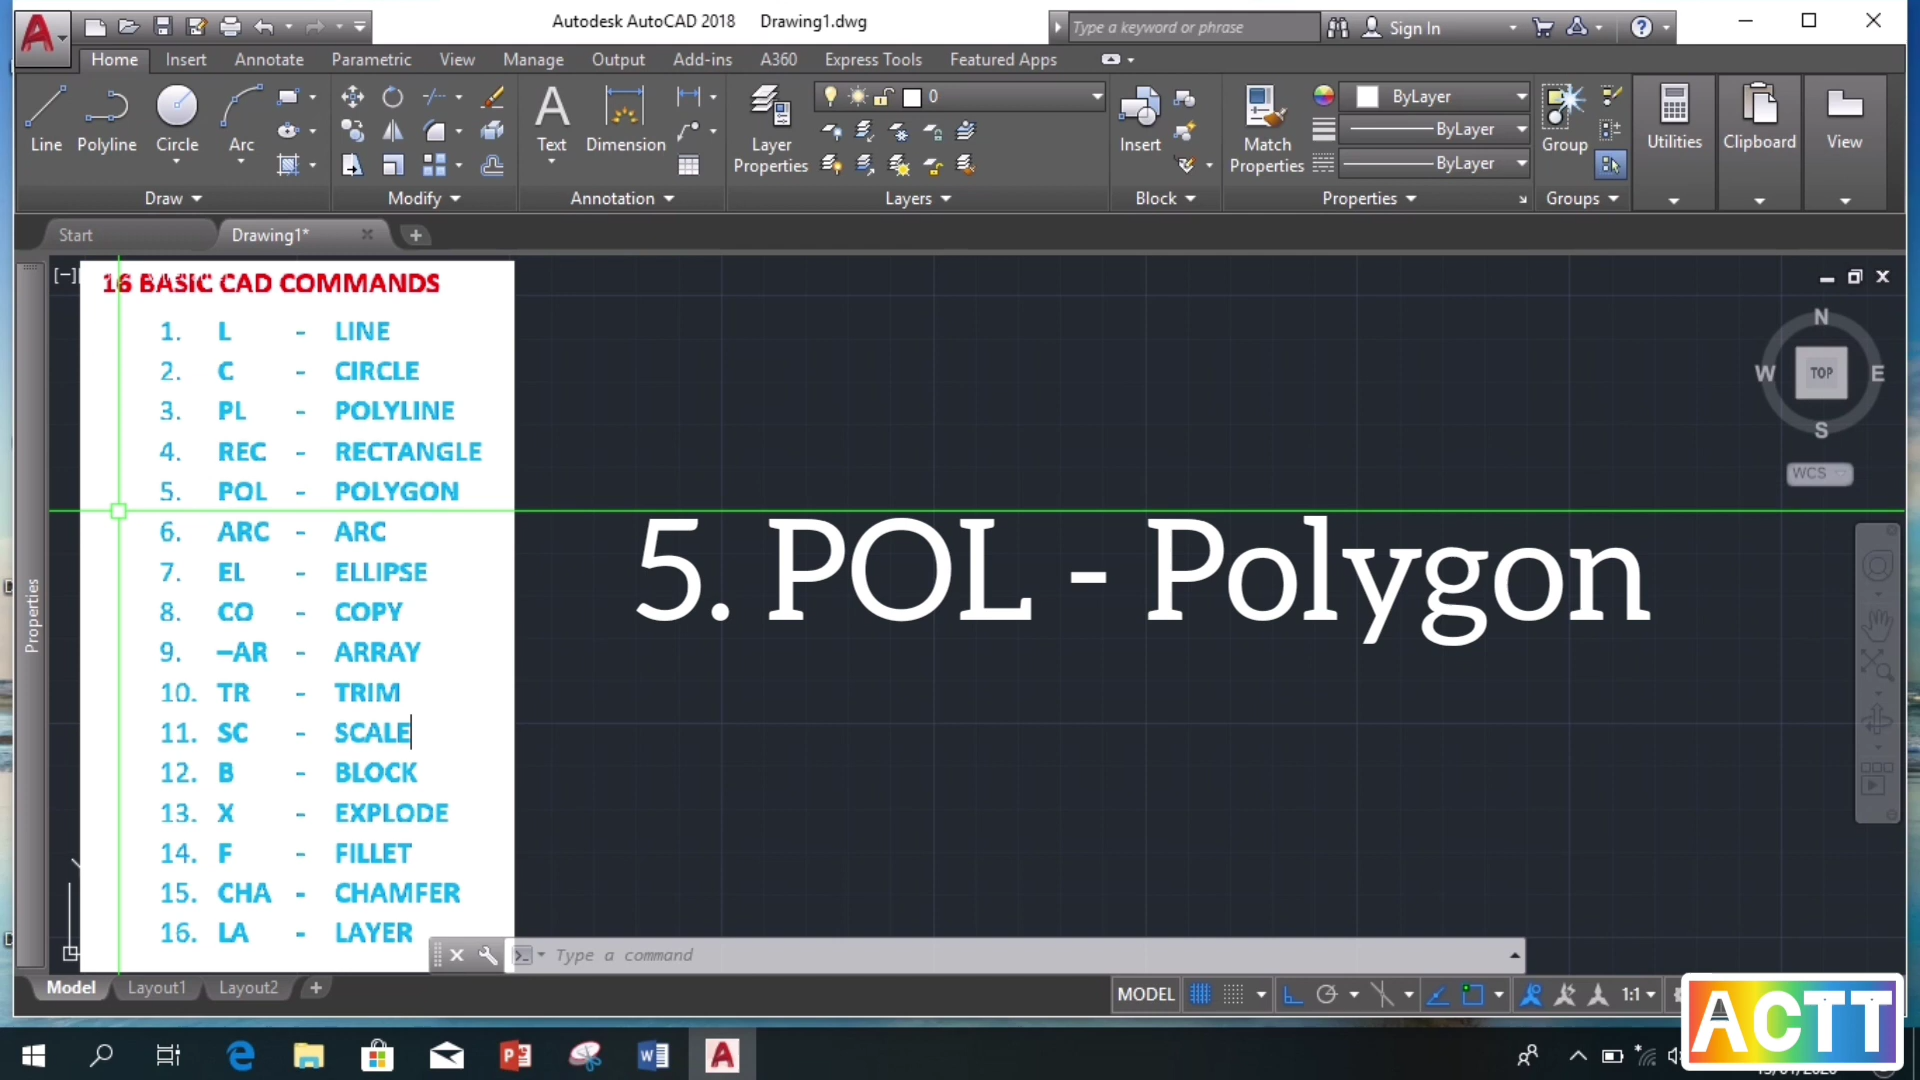 Autodesk AutoCAD 2018 Drawing1.dwg
Type a keyword or phrase
Sign In
Home Insert Annotate Parametric View Manage Output Add-ins A360 Express Tools Featured Apps
Line Polyline Circle Arc
Text Dimension
Layer Properties
0
Insert
Match Properties
ByLayer
ByLayer
ByLayer
Group
Utilities
Clipboard
View
Draw Modify Annotation Layers Block Properties Groups
Start Drawing1*
Properties
16 BASIC CAD COMMANDS
1. L - LINE
2. C - CIRCLE
3. PL - POLYLINE
4. REC - RECTANGLE
5. POL - POLYGON
6. ARC - ARC
7. EL - ELLIPSE
8. CO - COPY
9. –AR - ARRAY
10. TR - TRIM
11. SC - SCALE
12. B - BLOCK
13. X - EXPLODE
14. F - FILLET
15. CHA - CHAMFER
16. LA - LAYER
5. POL - Polygon
N
W TOP E
S
WCS
Type a command
Model Layout1 Layout2
MODEL
1:1
ACTT